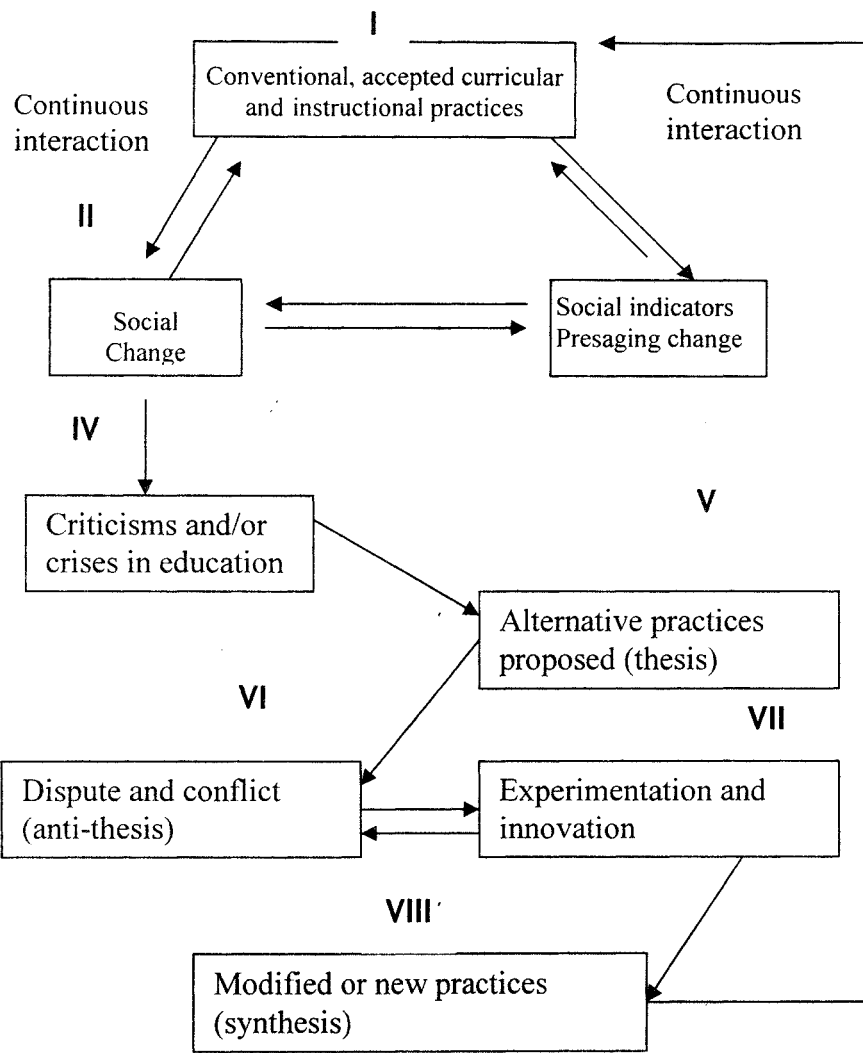 I
Conventional, accepted curricular
and instructional practices
Continuous
interaction
Continuous
interaction
II
Social
Change
Social indicators
Presaging change
IV
Criticisms and/or
crises in education
V
Alternative practices
proposed (thesis)
VI
VII
Dispute and conflict
(anti-thesis)
Experimentation and
innovation
VIII
Modified or new practices
(synthesis)